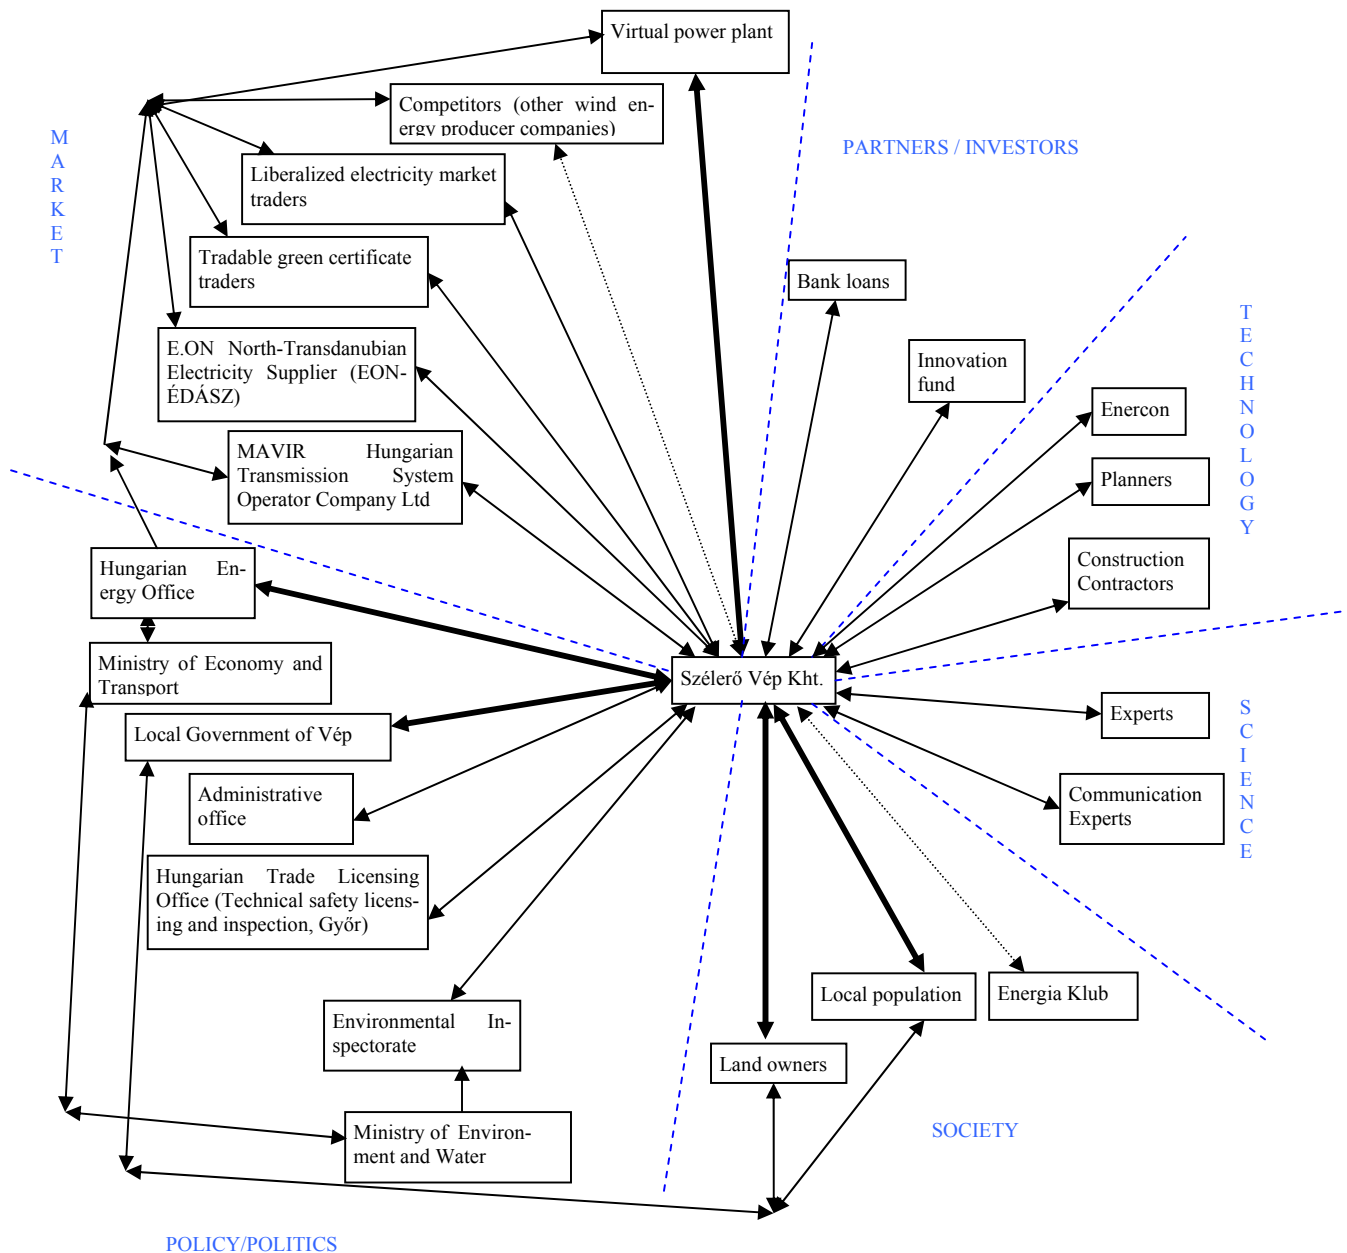 Virtual power plant
Competitors (other wind en-
ergy producer companies)
MARKET
PARTNERS / INVESTORS
Liberalized electricity market
traders
Tradable green certificate
traders
Bank loans
TECHNOLOGY
E.ON North-Transdanubian
Electricity Supplier (EON-
ÉDÁSZ)
Innovation
fund
Enercon
MAVIR Hungarian
Transmission System
Operator Company Ltd
Planners
Hungarian En-
ergy Office
Construction
Contractors
Ministry of Economy and
Transport
Szélerő Vép Kht.
Local Government of Vép
Experts
SCIENCE
Administrative
office
Communication
Experts
Hungarian Trade Licensing
Office (Technical safety licens-
ing and inspection, Győr)
Local population
Energia Klub
Environmental In-
spectorate
Land owners
Ministry of Environ-
ment and Water
SOCIETY
POLICY/POLITICS